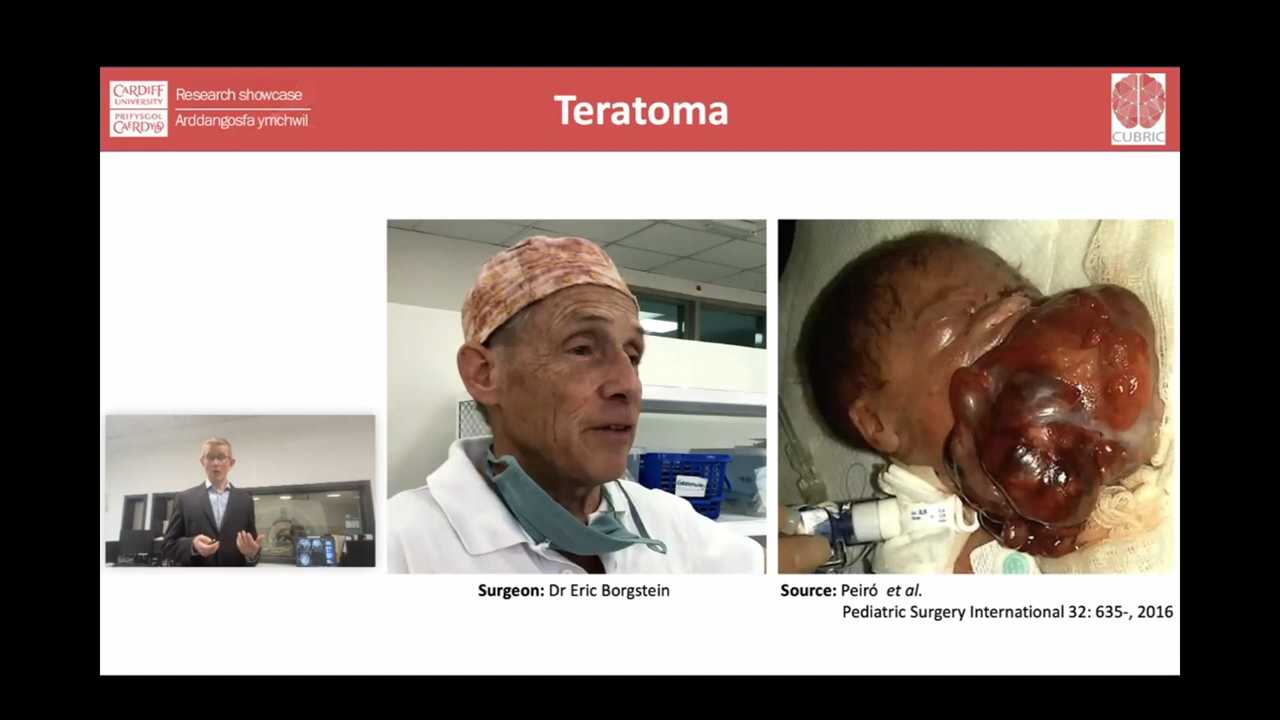 CARDIFF
UNIVERSITY
PRIFYSGOL
CAERDYDD
Research showcase
Arddangosfa ymchwil
Teratoma
CUBRIC
Surgeon: Dr Eric Borgstein
Source: Peiró et al.
Pediatric Surgery International 32: 635-, 2016